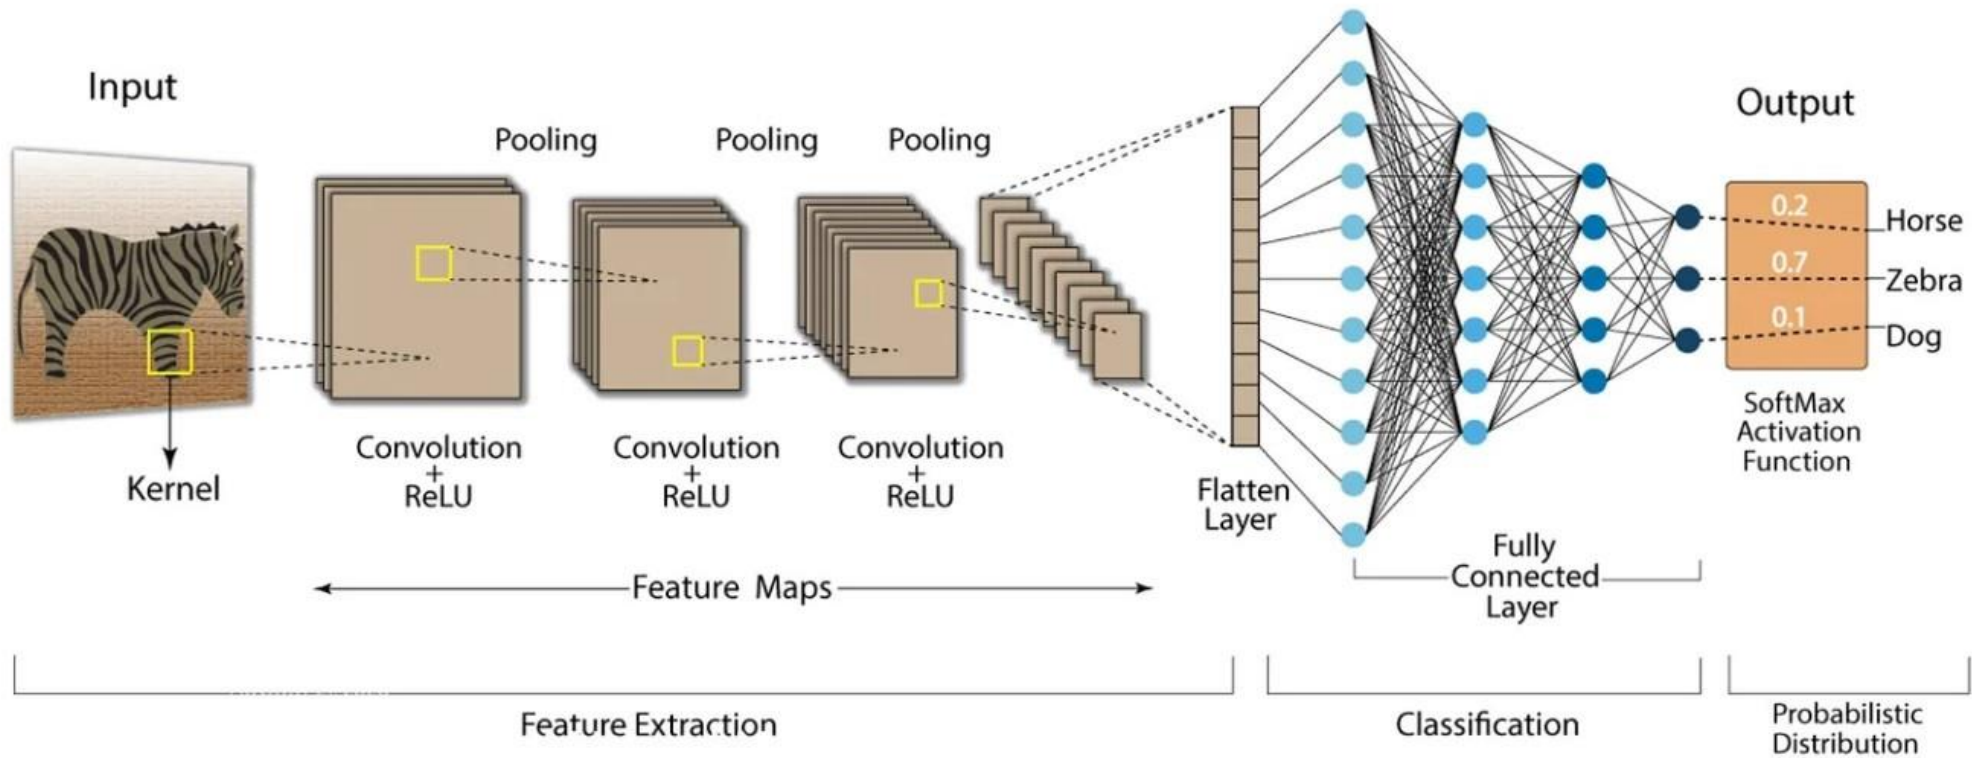 Input
Kernel
Pooling
Pooling
Pooling
Convolution
+
ReLU
Convolution
+
ReLU
Convolution
+
ReLU
Feature Maps
Flatten
Layer
Fully
Connected
Layer
Output
0.2
Horse
0.7
Zebra
0.1
Dog
SoftMax
Activation
Function
Feature Extraction
Classification
Probabilistic
Distribution